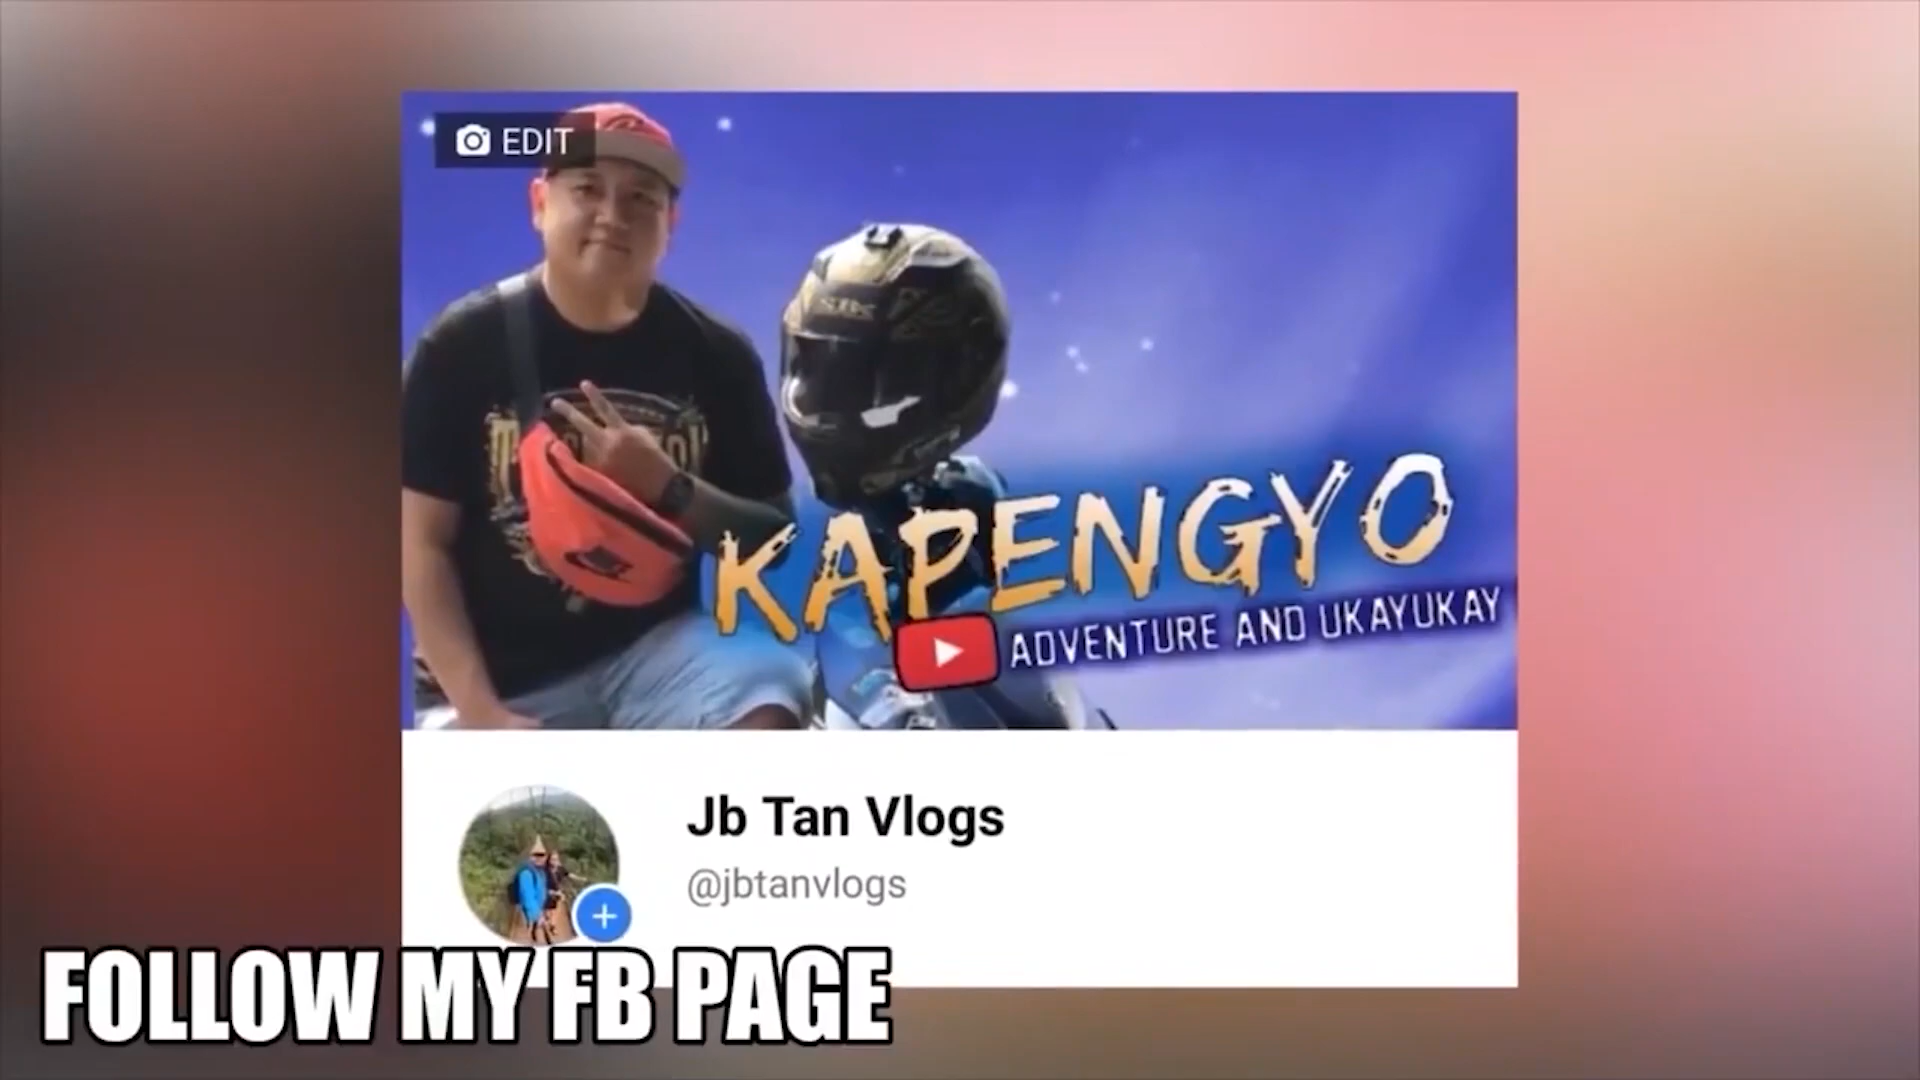 EDIT
KAPENGYO
ADVENTURE AND UKAYUKAY
Jb Tan Vlogs
@jbtanvlogs
FOLLOW MY FB PAGE